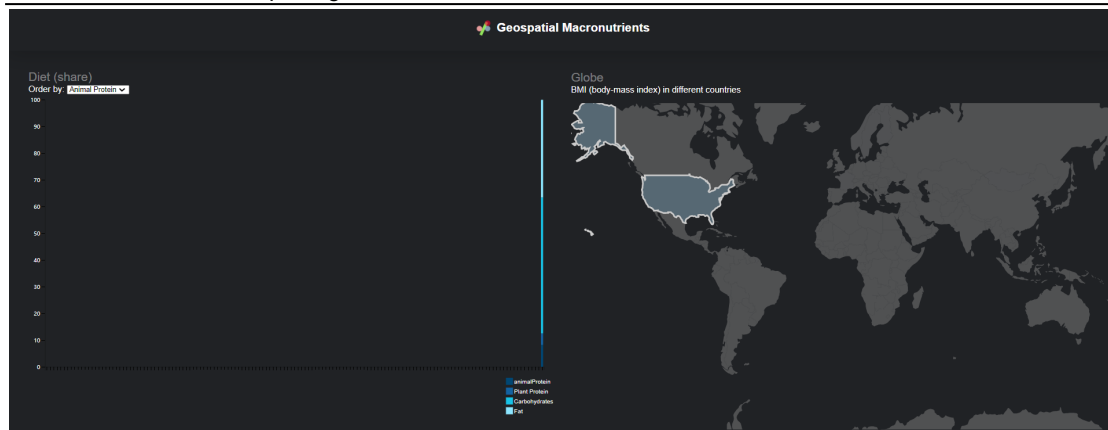 Geospatial Macronutrients
Diet (share)
Order by: Animal Protein
100
90
80
70
60
50
40
30
20
10
0
animalProtein
Plant Protein
Carbohydrates
Fat
Globe
BMI (body-mass index) in different countries